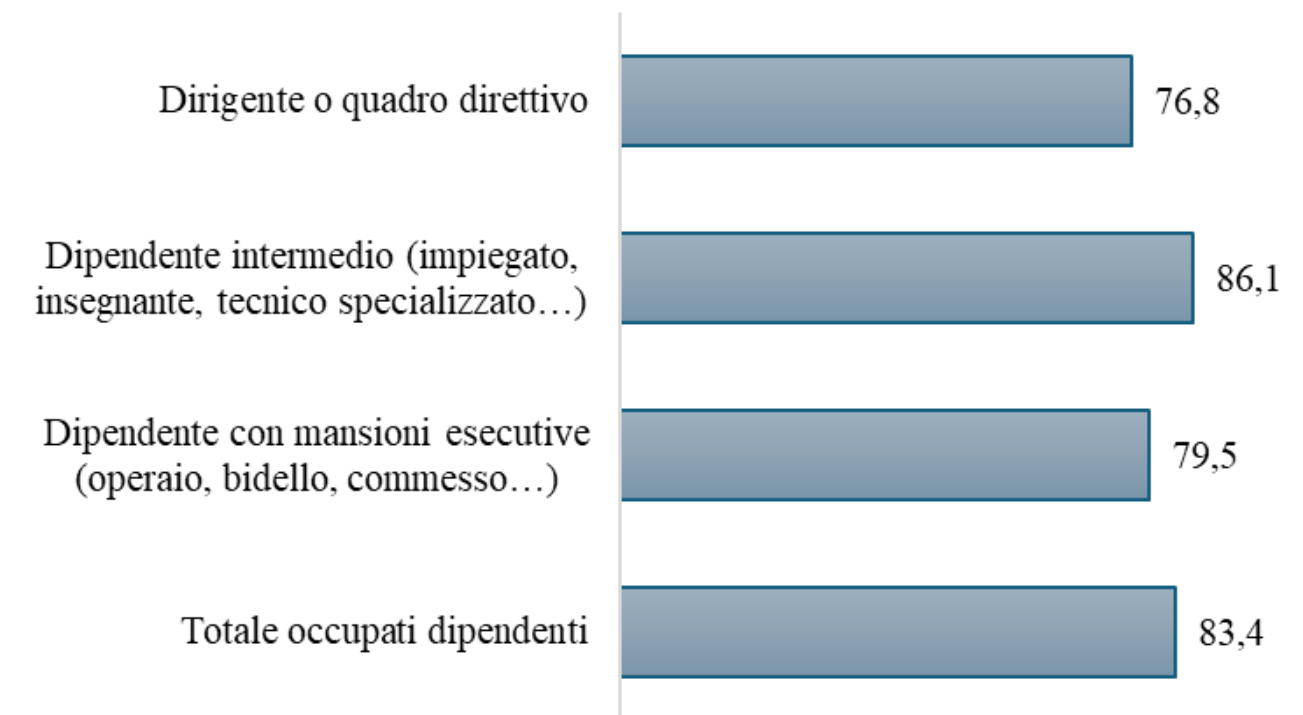 Dirigente o quadro direttivo
76,8
Dipendente intermedio (impiegato,
insegnante, tecnico specializzato…)
86,1
Dipendente con mansioni esecutive
(operaio, bidello, commesso…)
79,5
Totale occupati dipendenti
83,4